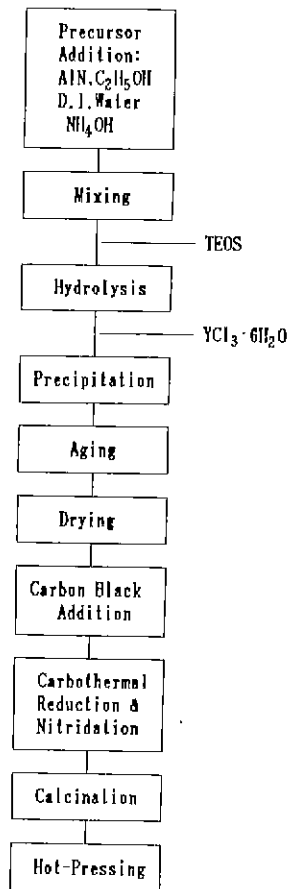 Precursor
Addition:
AlN.C₂H₅OH
D.I.Water
NH₄OH
Mixing
TEOS
Hydrolysis
YCl₃·6H₂O
Precipitation
Aging
Drying
Carbon Black
Addition
Carbothermal
Reduction &
Nitridation
Calcination
Hot-Pressing